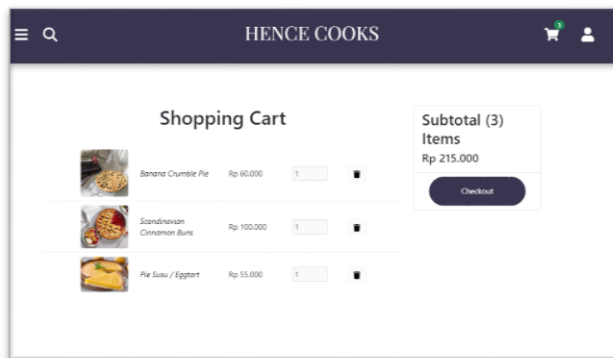 HENCE COOKS
3
Shopping Cart
Banana Crumble Pie Rp 60.000 1
Scandinavian
Cinnamon Buns Rp 100.000 1
Pie Susu / Eggtart Rp 55.000 1
Subtotal (3)
Items
Rp 215.000
Checkout